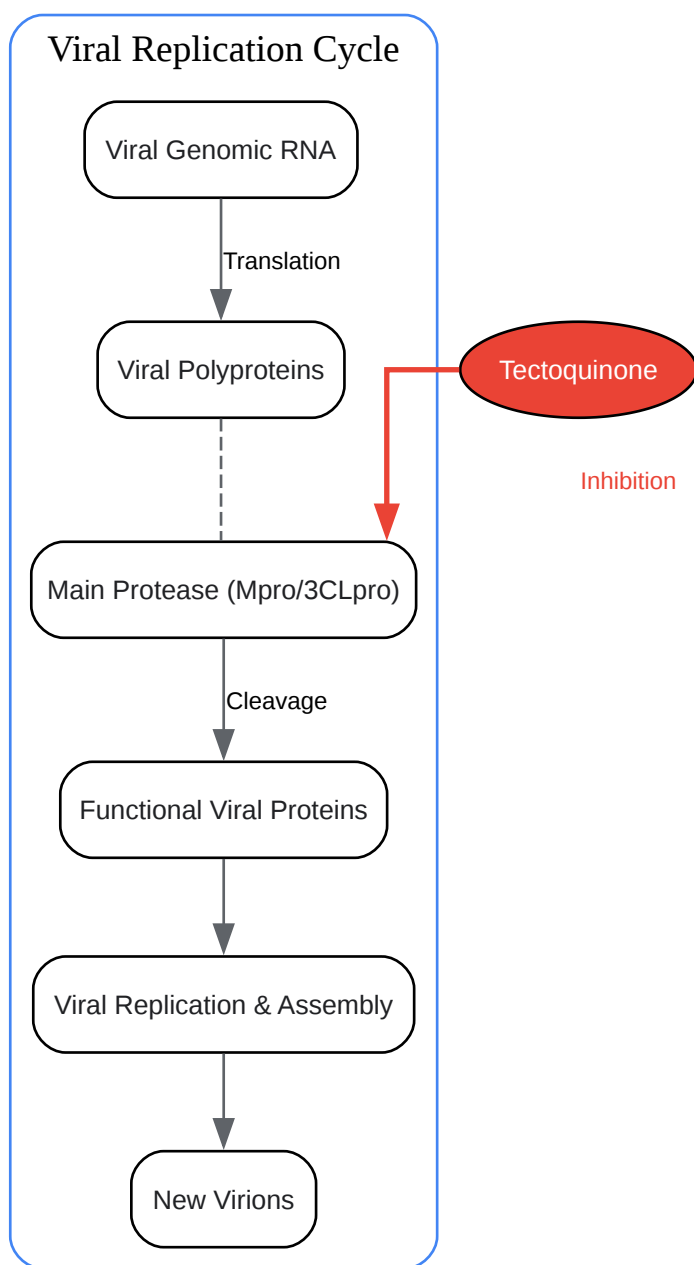 Viral Replication Cycle
Viral Genomic RNA
Translation
Viral Polyproteins
Tectoquinone
Inhibition
Main Protease (Mpro/3CLpro)
Cleavage
Functional Viral Proteins
Viral Replication & Assembly
New Virions